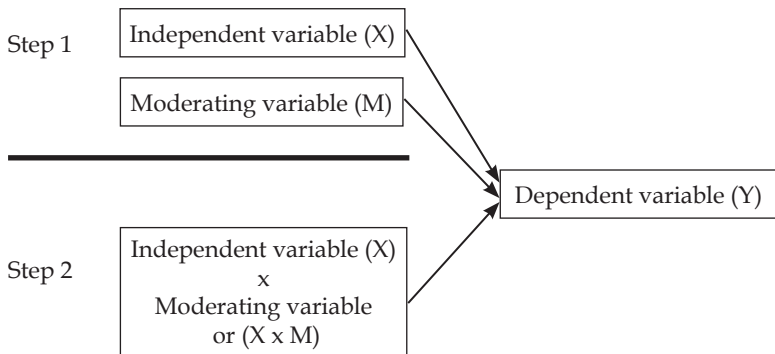 Step 1
Independent variable (X)
Moderating variable (M)
Dependent variable (Y)
Step 2
Independent variable (X)
x
Moderating variable
or (X x M)